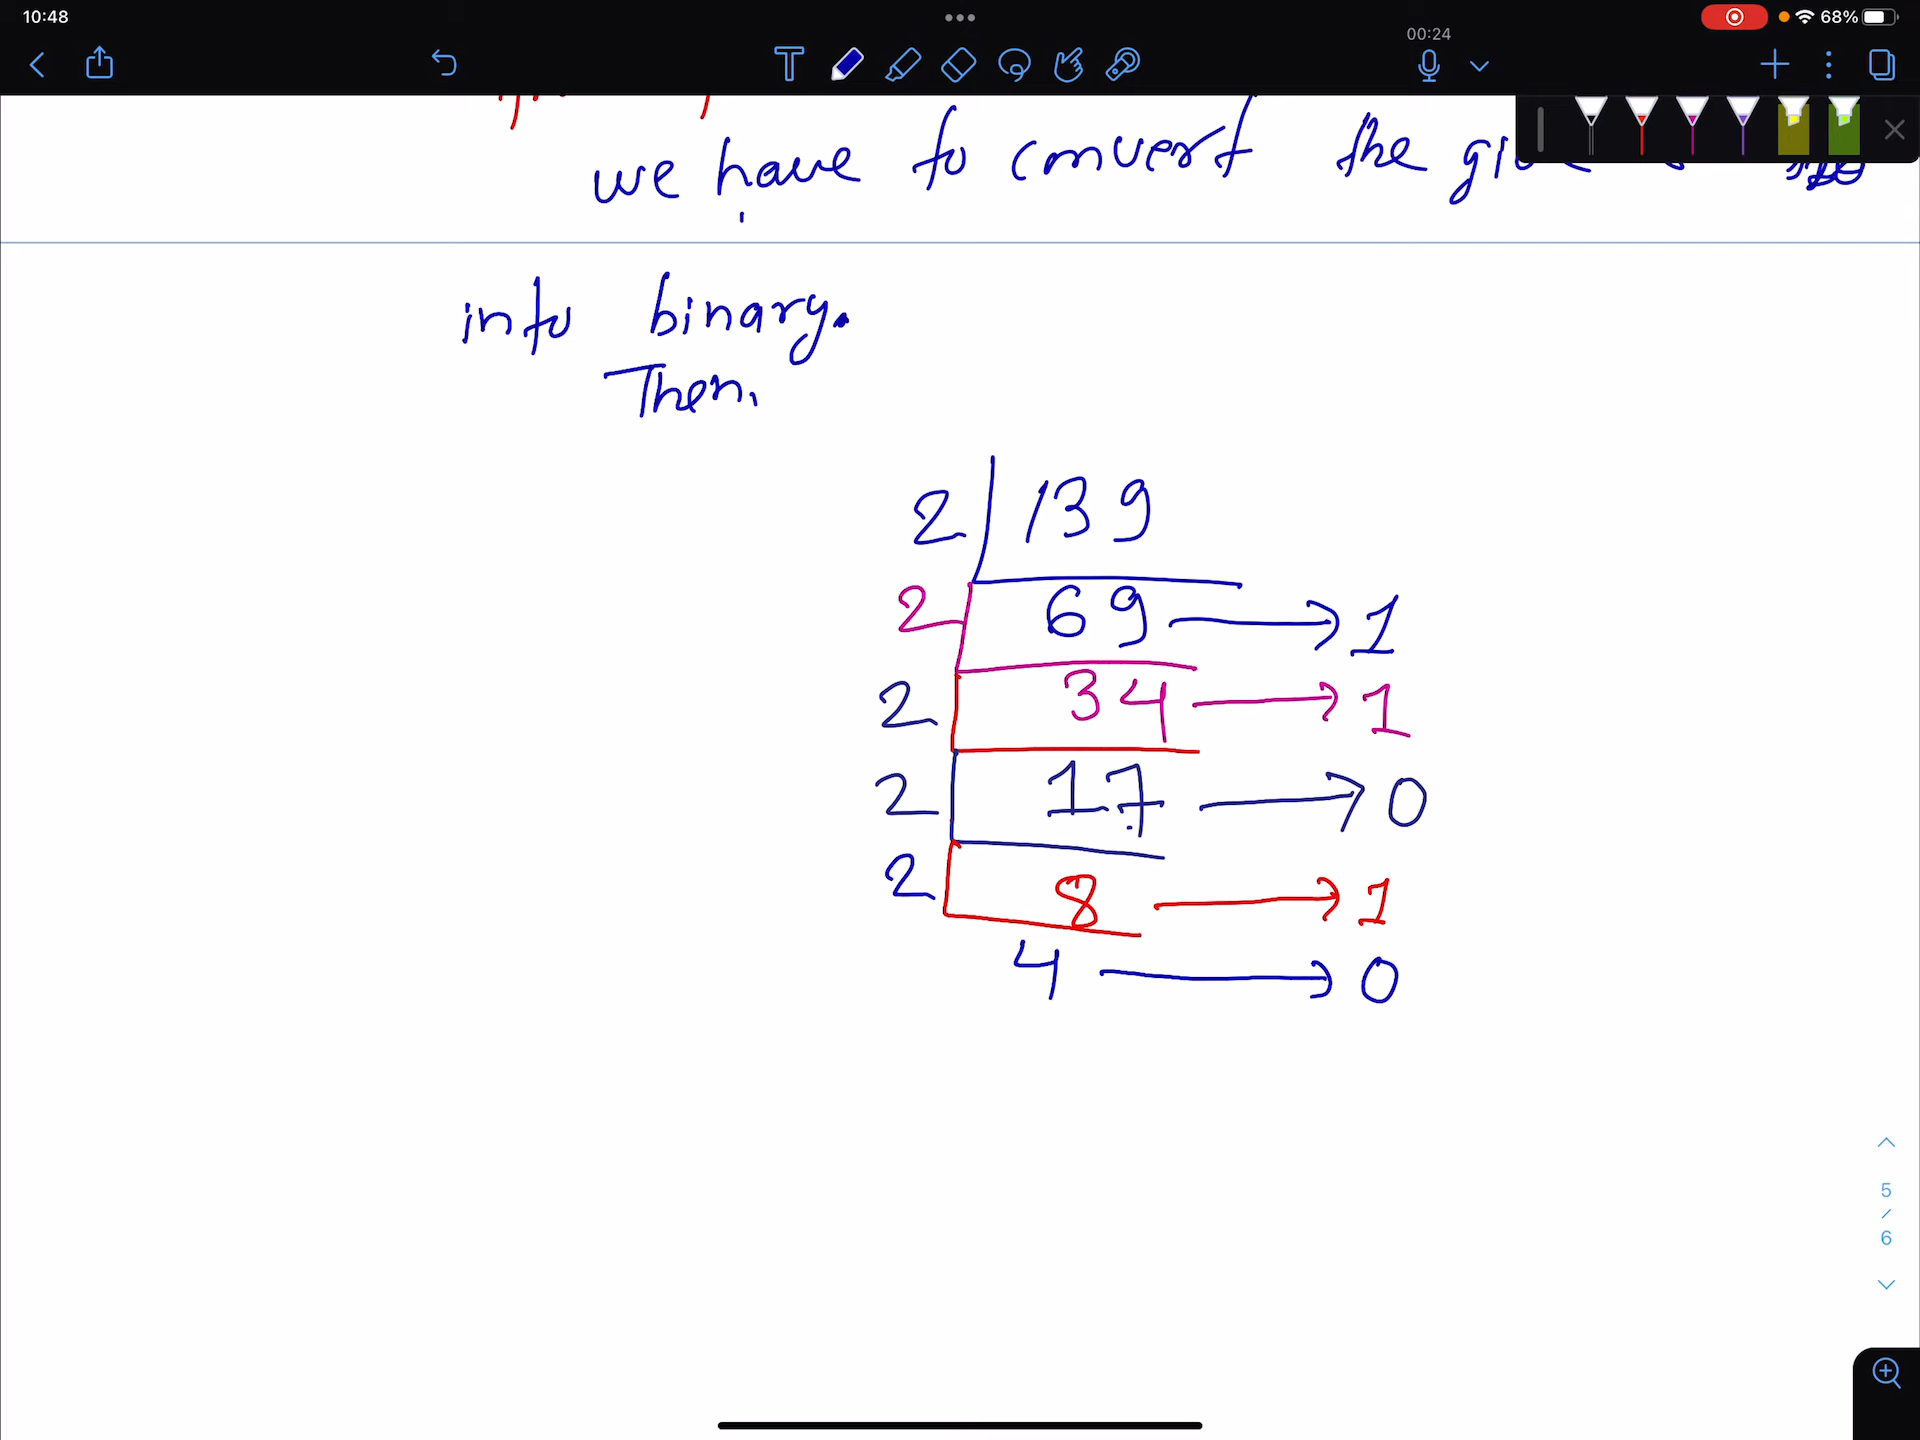 10:48
68%
00:24
we have to convert the
into binary.
Then,
2 139
2 69 → 1
2 34 → 1
2 17 → 0
2 8 → 1
4 → 0
5
/
6